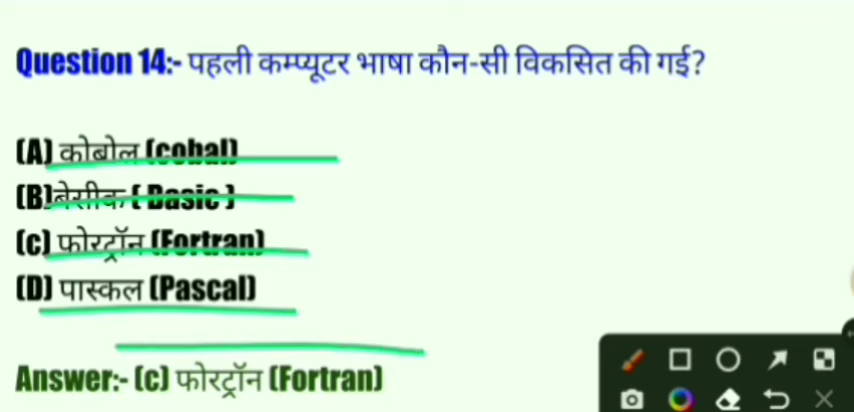 Question 14:- पहली कम्प्यूटर भाषा कौन-सी विकसित की गई?
(A) कोबोल (cobal)
(B)बेसीक ( Basic )
(c) फोरट्रॉन (Fortran)
(D) पास्कल (Pascal)
Answer:- (c) फोरट्रॉन (Fortran)